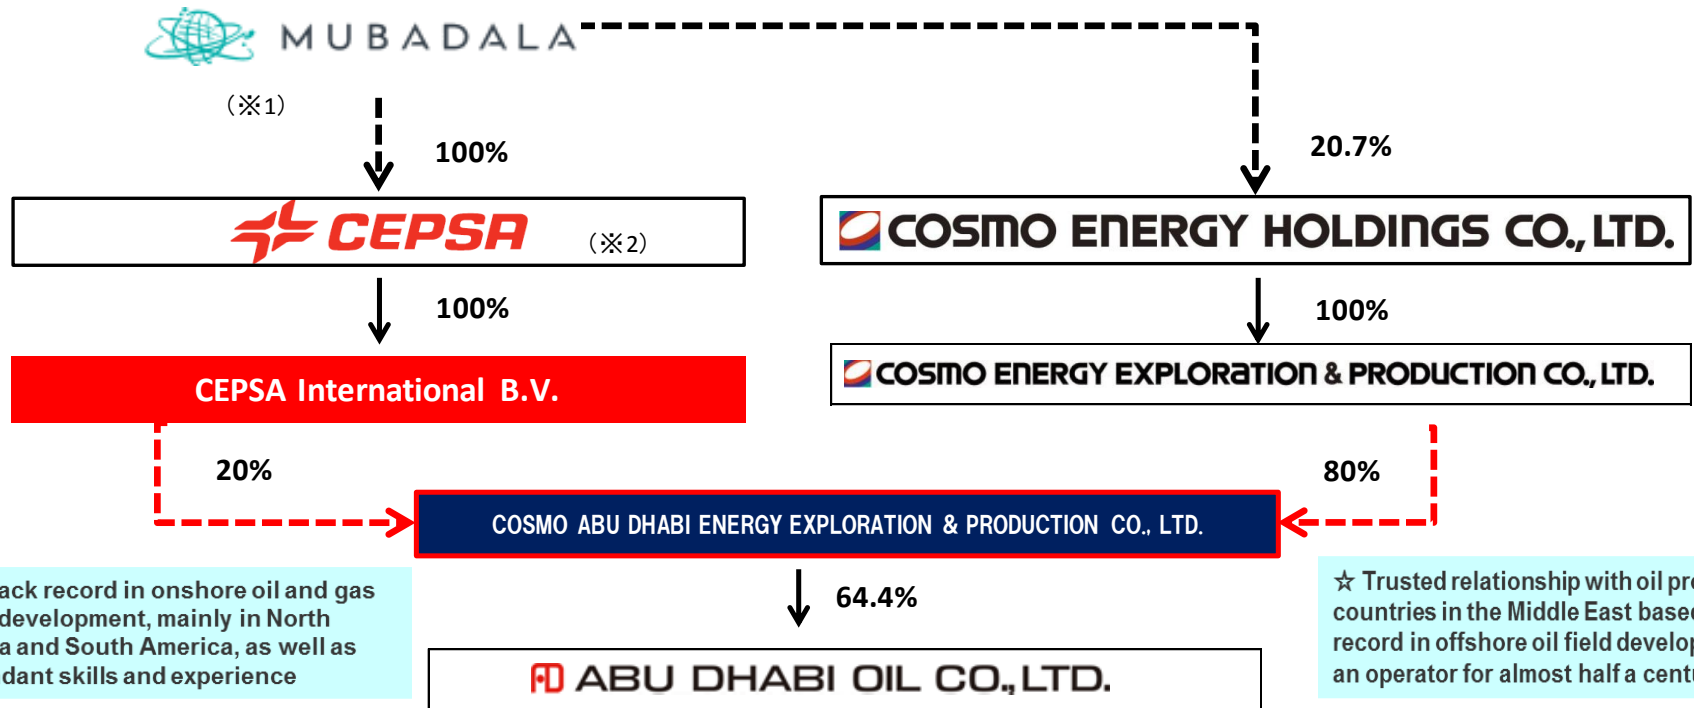 MUBADALA
(※1)
100%
20.7%
CEPSA (※2)
COSMO ENERGY HOLDINGS CO., LTD.
100%
100%
CEPSA International B.V.
COSMO ENERGY EXPLORATION & PRODUCTION CO., LTD.
20%
80%
COSMO ABU DHABI ENERGY EXPLORATION & PRODUCTION CO., LTD.
64.4%
ack record in onshore oil and gas
development, mainly in North
a and South America, as well as
dant skills and experience
☆ Trusted relationship with oil pro
countries in the Middle East based
record in offshore oil field develop
an operator for almost half a centu
ABU DHABI OIL CO., LTD.